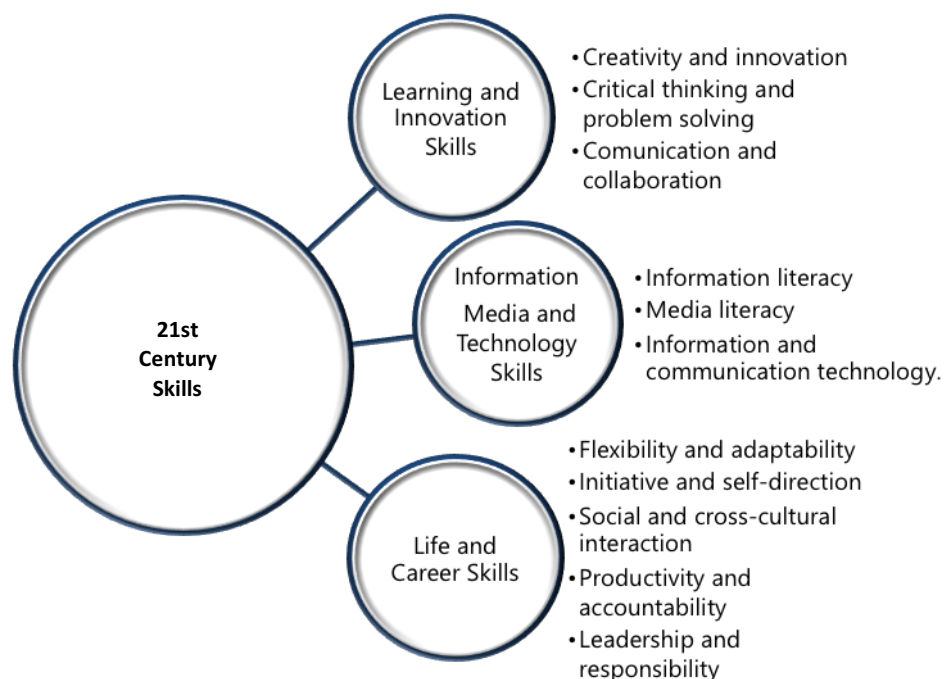 21st
Century
Skills
Learning and
Innovation
Skills
•Creativity and innovation
•Critical thinking and
problem solving
•Comunication and
collaboration
Information
Media and
Technology
Skills
•Information literacy
•Media literacy
•Information and
communication technology.
Life and
Career Skills
•Flexibility and adaptability
•Initiative and self-direction
•Social and cross-cultural
interaction
•Productivity and
accountability
•Leadership and
responsibility